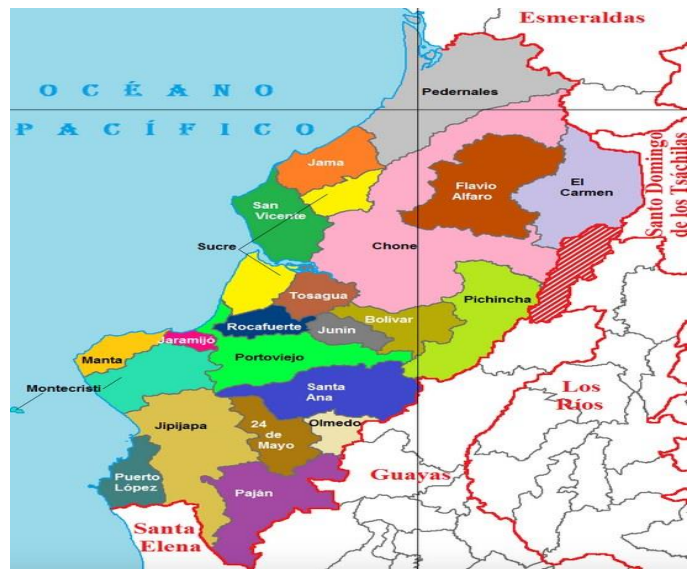 Esmeraldas
OCÉANO
PACÍFICO
Pedernales
Santo Domingo
de los Tsáchilas
Jama
El
Carmen
Flavio
Alfaro
San
Vicente
Sucre
Chone
Tosagua
Pichincha
Rocafuerte
Junín
Bolívar
Jaramijó
Manta
Portoviejo
Montecristi
Santa
Ana
Los
Ríos
Jipijapa
24
de
Mayo
Olmedo
Guayas
Puerto
López
Paján
Santa
Elena